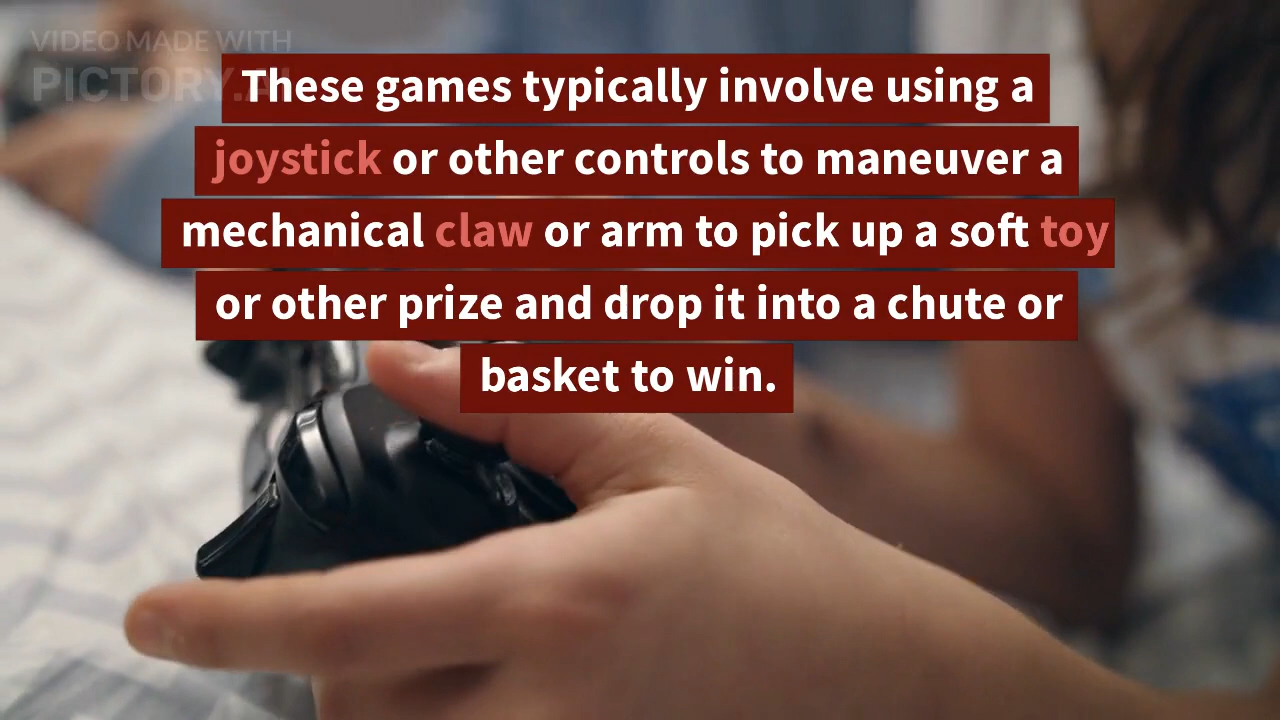 VIDEO MADE WITH
PICTORY.AI
These games typically involve using a
joystick or other controls to maneuver a
mechanical claw or arm to pick up a soft toy
or other prize and drop it into a chute or
basket to win.